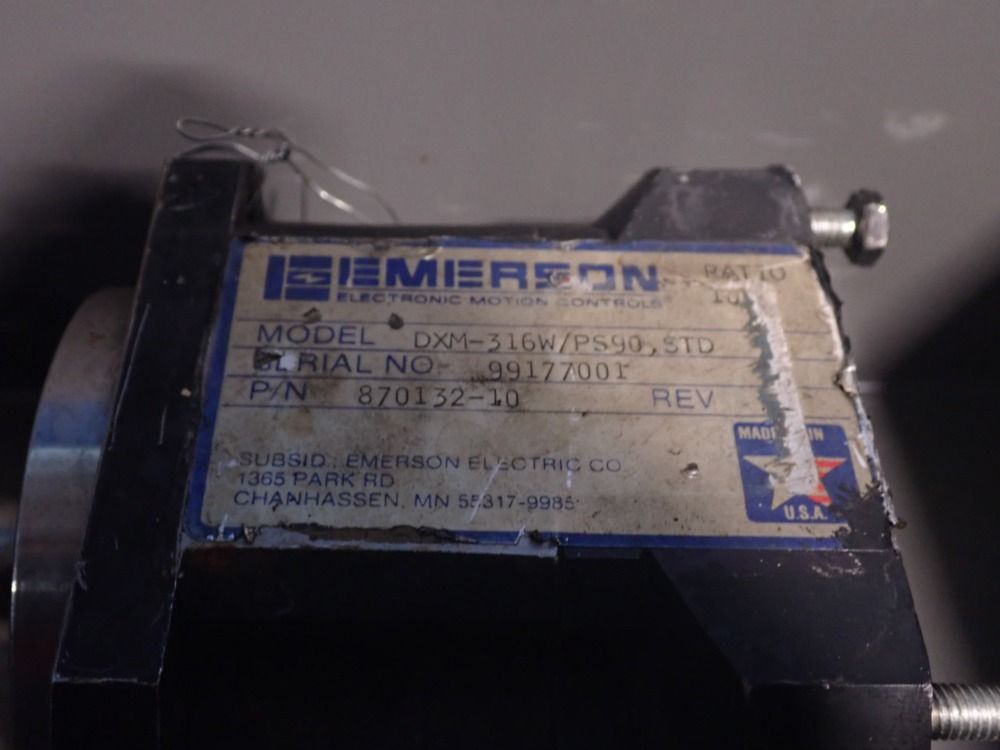 EMERSON RATIO
ELECTRONIC MOTION CONTROLS
MODEL DXM-316W/PS90,STD
SERIAL NO 99177001
P/N 870132-10 REV
MADE IN
U.S.A.
SUBSID.: EMERSON ELECTRIC CO
1365 PARK RD
CHANHASSEN, MN 55317-9985